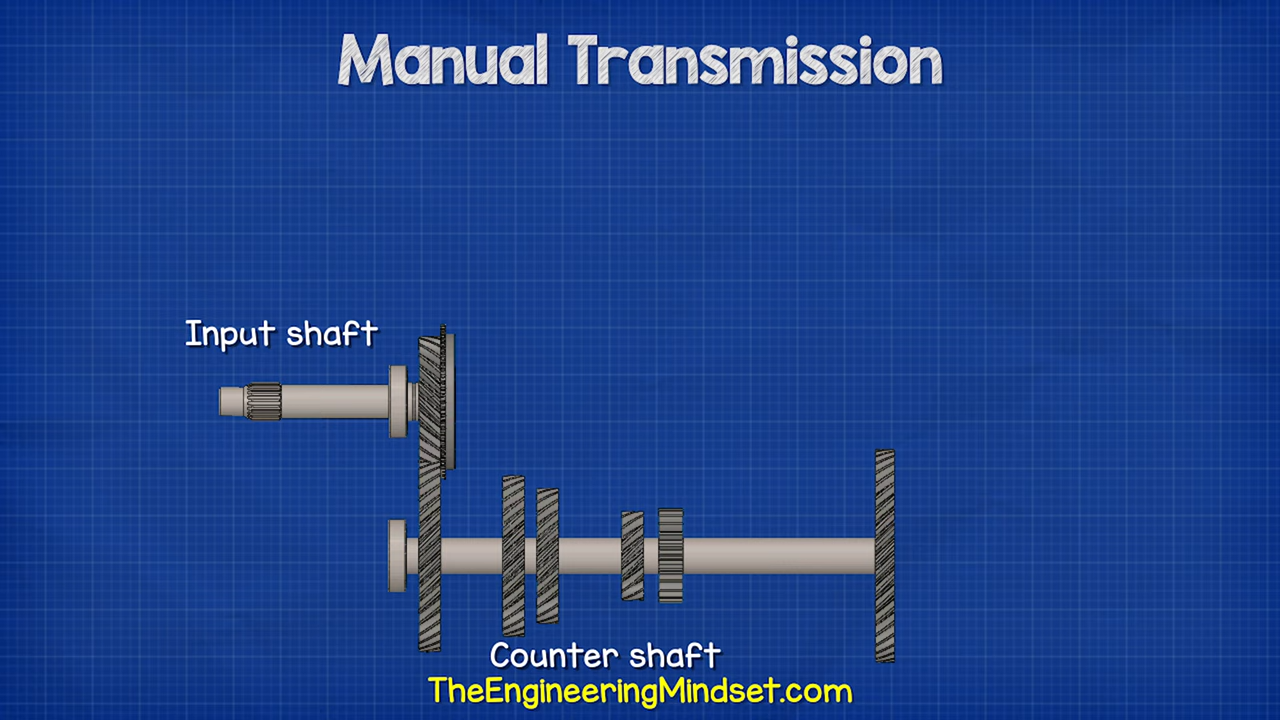 Manual Transmission
Input shaft
Counter shaft
TheEngineeringMindset.com